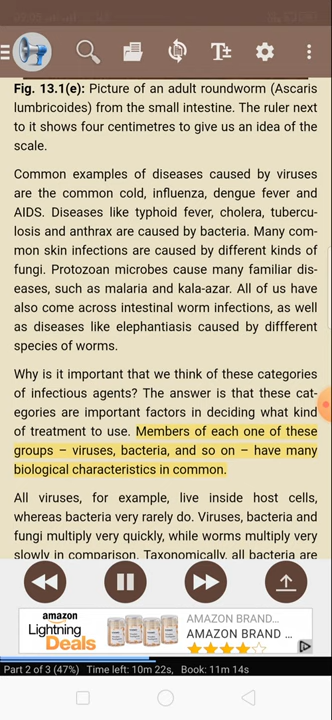 Fig. 13.1(e): Picture of an adult roundworm (Ascaris
lumbricoides) from the small intestine. The ruler next
to it shows four centimetres to give us an idea of the
scale.
Common examples of diseases caused by viruses
are the common cold, influenza, dengue fever and
AIDS. Diseases like typhoid fever, cholera, tubercu-
losis and anthrax are caused by bacteria. Many com-
mon skin infections are caused by different kinds of
fungi. Protozoan microbes cause many familiar dis-
eases, such as malaria and kala-azar. All of us have
also come across intestinal worm infections, as well
as diseases like elephantiasis caused by diffferent
species of worms.
Why is it important that we think of these categories
of infectious agents? The answer is that these cat-
egories are important factors in deciding what kind
of treatment to use. Members of each one of these
groups – viruses, bacteria, and so on – have many
biological characteristics in common.
All viruses, for example, live inside host cells,
whereas bacteria very rarely do. Viruses, bacteria and
fungi multiply very quickly, while worms multiply very
slowly in comparison. Taxonomically, all bacteria are
amazon
Lightning
Deals
AMAZON BRAND...
AMAZON BRAND ...
Part 2 of 3 (47%) Time left: 10m 22s, Book: 11m 14s